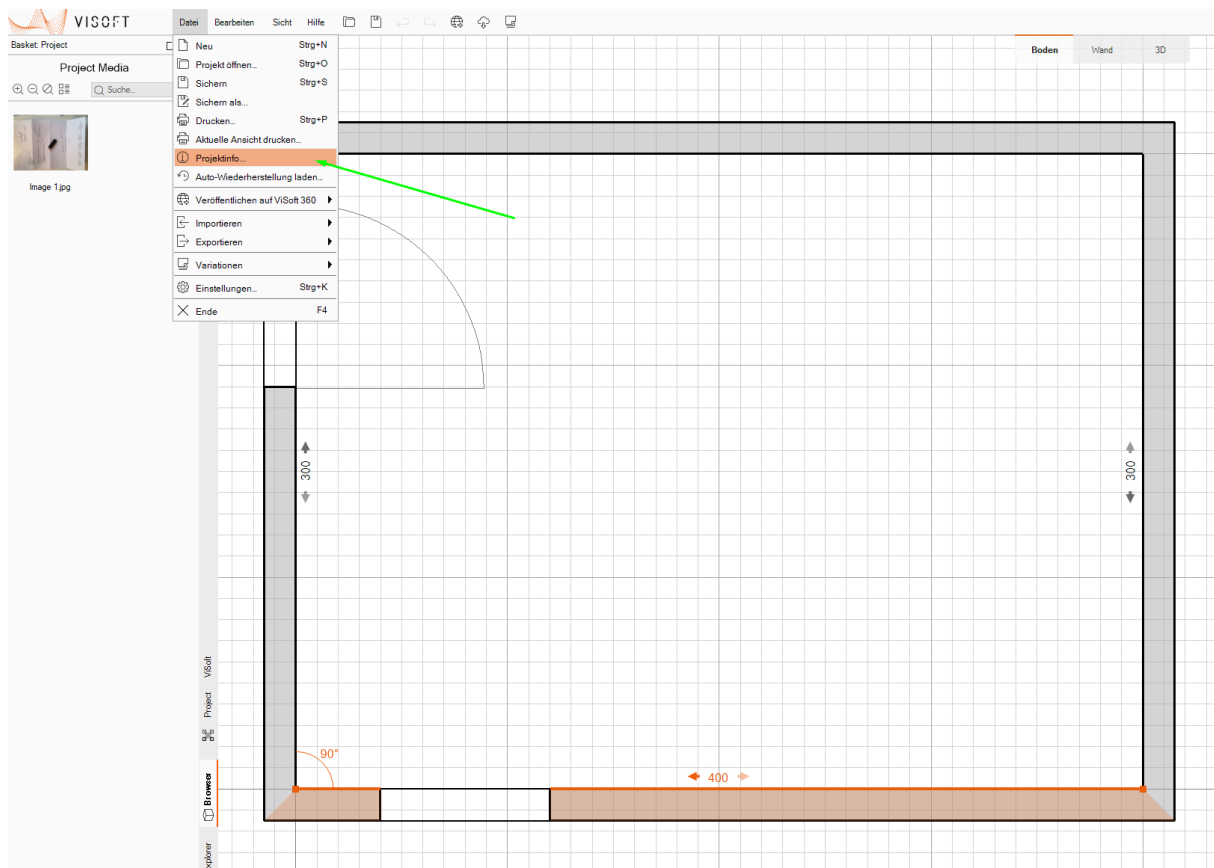 VISOFT
Datei Bearbeiten Sicht Hilfe
Basket: Project
Project Media
Suche...
Image 1.jpg
Neu Strg+N
Projekt öffnen... Strg+O
Sichern Strg+S
Sichern als...
Drucken... Strg+P
Aktuelle Ansicht drucken...
Projektinfo...
Auto-Wiederherstellung laden...
Veröffentlichen auf ViSoft 360
Importieren
Exportieren
Variationen
Einstellungen... Strg+K
Ende F4
Boden Wand 3D
300
300
90°
400
ViSoft
Project
Browser